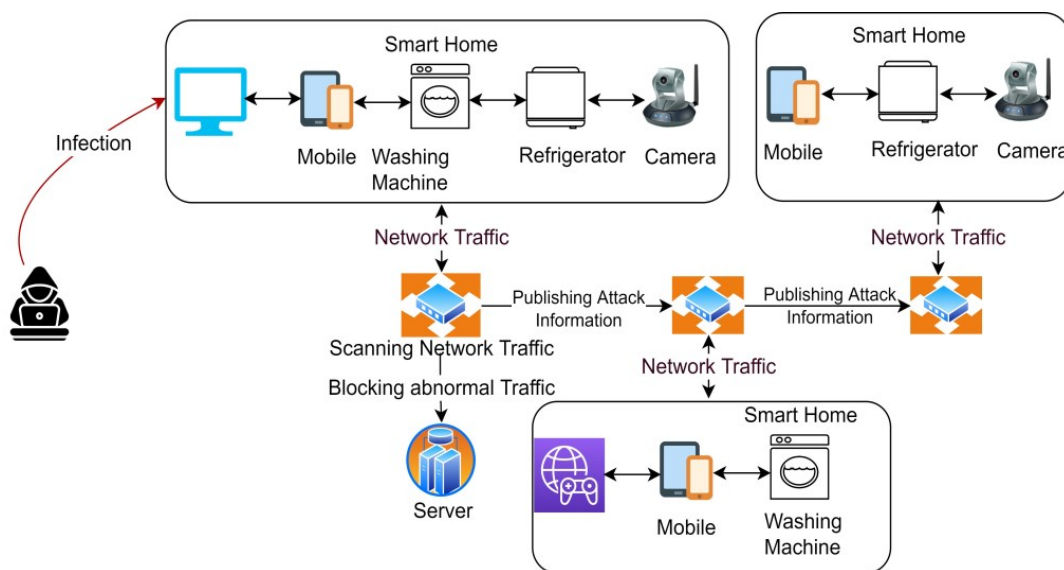 Smart Home
Mobile
Washing
Machine
Refrigerator
Camera
Smart Home
Mobile
Refrigerator
Camera
Infection
Network Traffic
Network Traffic
Publishing Attack
Information
Publishing Attack
Information
Scanning Network Traffic
Network Traffic
Blocking abnormal Traffic
Server
Smart Home
Mobile
Washing
Machine